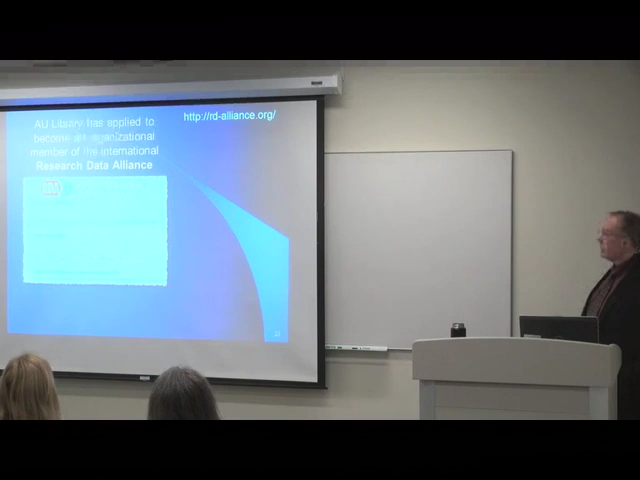 AU Library has applied to
become an organizational
member of the international
Research Data Alliance
http://rd-alliance.org/